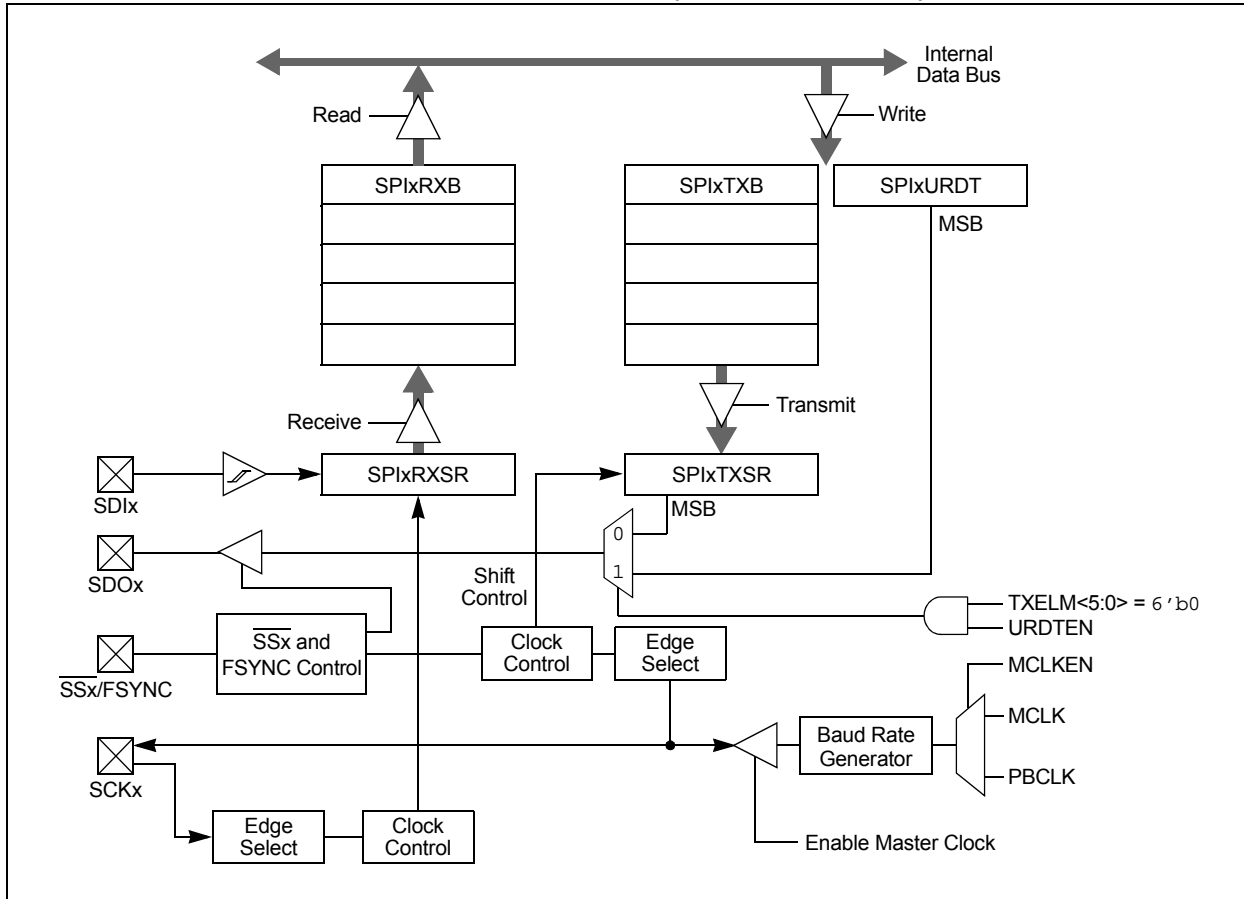 Internal
Data Bus
Read
Write
SPIxRXB
SPIxTXB
SPIxURDT
MSB
Receive
Transmit
SPIxRXSR
SPIxTXSR
SDIx
MSB
0
1
SDOx
Shift
Control
TXELM<5:0> = 6'b0
URDTEN
SSx and
FSYNC Control
Clock
Control
Edge
Select
SSx/FSYNC
MCLKEN
MCLK
Baud Rate
Generator
PBCLK
SCKx
Edge
Select
Clock
Control
Enable Master Clock